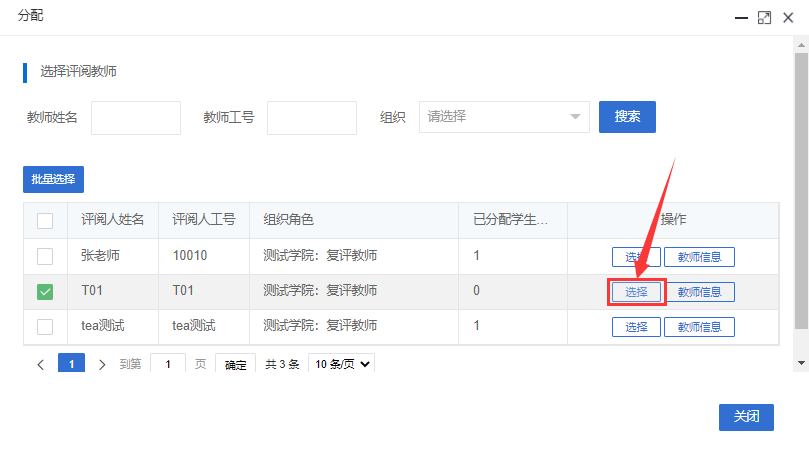 分配
选择评阅教师
教师姓名 教师工号 组织 请选择 搜索
批量选择
评阅人姓名 评阅人工号 组织角色 已分配学生... 操作
张老师 10010 测试学院：复评教师 1 选择 教师信息
T01 T01 测试学院：复评教师 0 选择 教师信息
tea测试 tea测试 测试学院：复评教师 1 选择 教师信息
1 到第 1 页 确定 共 3 条 10 条/页
关闭